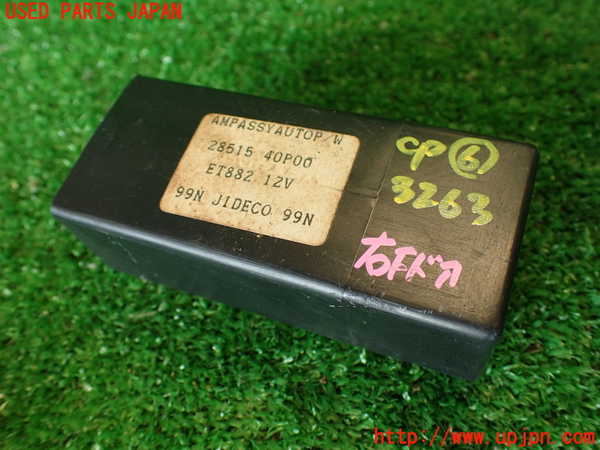 USED PARTS JAPAN
AMPASSYAUTOP/W
28515 40P00
ET882 12V
99N JIDECO 99N
CP⑥
3263
右Fドア
http://www.upjpn.com/